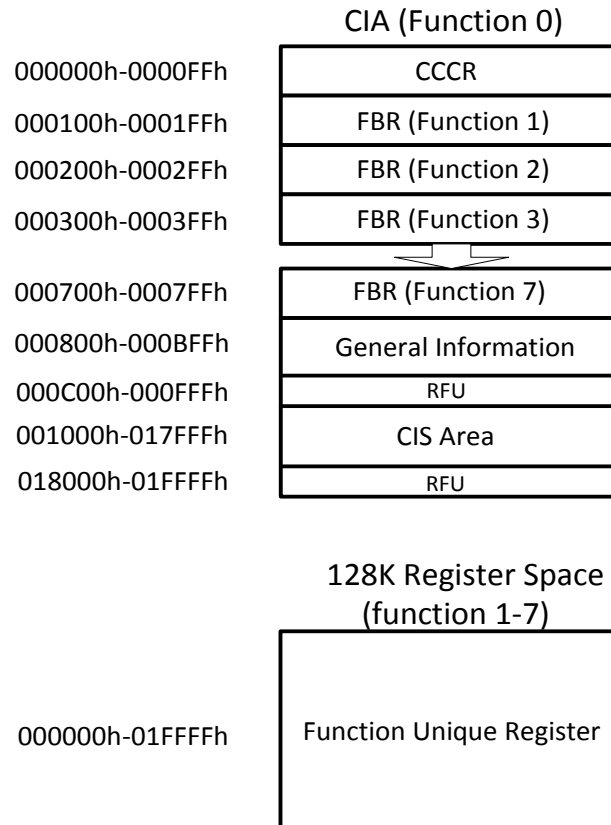 CIA (Function 0)
000000h-0000FFh CCCR
000100h-0001FFh FBR (Function 1)
000200h-0002FFh FBR (Function 2)
000300h-0003FFh FBR (Function 3)
000700h-0007FFh FBR (Function 7)
000800h-000BFFh General Information
000C00h-000FFFh RFU
001000h-017FFFh CIS Area
018000h-01FFFFh RFU
128K Register Space
(function 1-7)
000000h-01FFFFh Function Unique Register